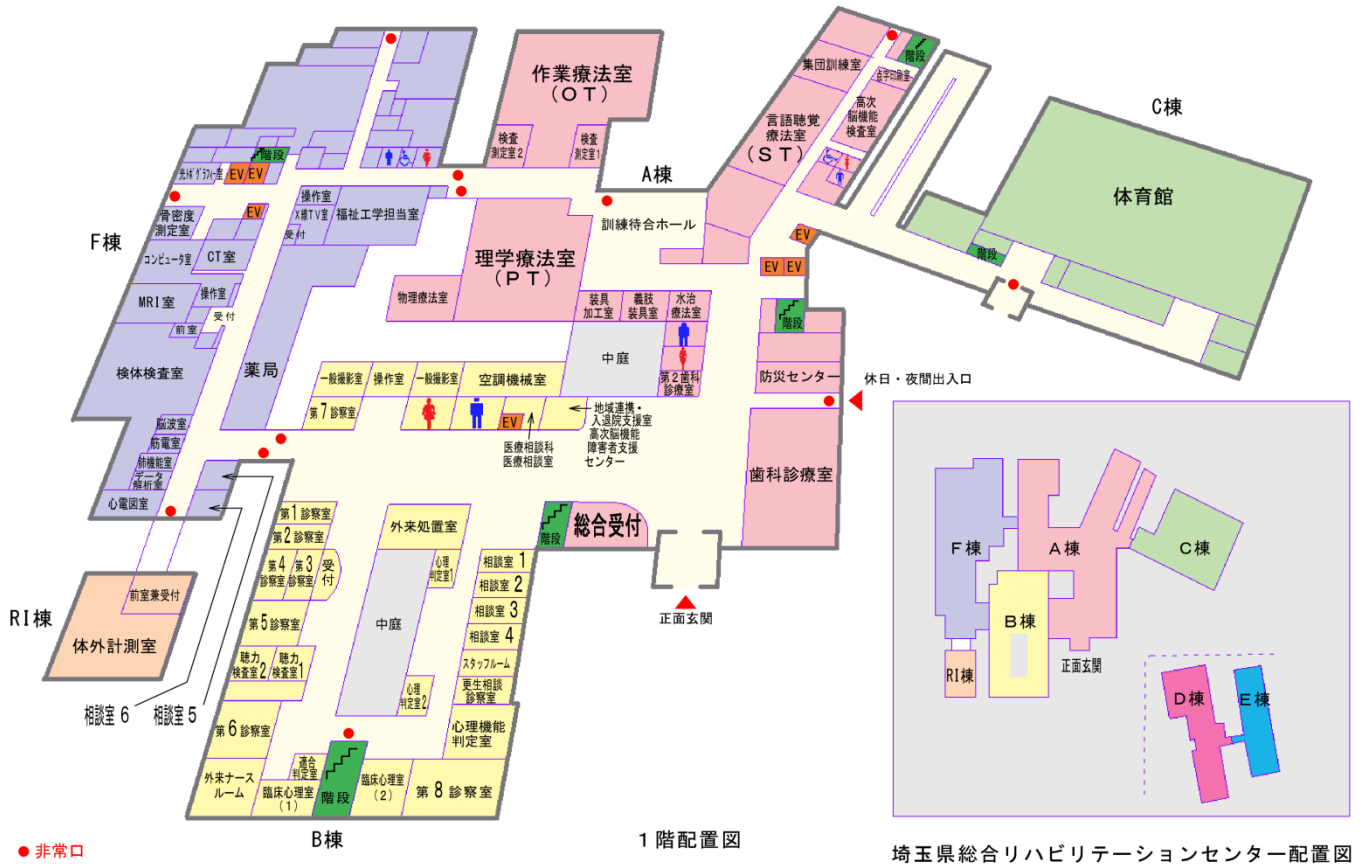 作業療法室
(ОT)
検査
測定室2
検査
測定室1
集団訓練室
階段
点字印刷室
言語聴覚
療法室
(ST)
高次
脳機能
検査室
C棟
体育館
階段
A棟
訓練待合ホール
EV
EV
EV
階段
光トポグラフィー室
EV
EV
階段
EV
操作室
X線TV室
受付
福祉工学担当室
骨密度
測定室
F棟
コンピュータ室
CT室
MRI室
操作室
前室
受付
検体検査室
薬局
理学療法室
(PT)
物理療法室
装具
加工室
義肢
装具室
水治
療法室
中庭
第2歯科
診療室
防災センター
休日・夜間出入口
歯科診療室
一般撮影室
操作室
一般撮影室
空調機械室
第7診察室
EV
医療相談科
医療相談室
地域連携・
入退院支援室
高次脳機能
障害者支援
センター
脳波室
筋電室
肺機能室
データ
解析室
心電図室
第1診察室
第2診察室
第4
診察室
第3
診察室
受付
第5診察室
聴力
検査室2
聴力
検査室1
第6診察室
外来ナース
ルーム
外来処置室
心理
判定室1
中庭
心理
判定室2
階段
総合受付
正面玄関
相談室1
相談室2
相談室3
相談室4
スタッフルーム
更生相談
診察室
心理機能
判定室
適合
判定室
臨床心理室
(1)
階段
臨床心理室
(2)
第8診察室
RI棟
前室兼受付
体外計測室
相談室6
相談室5
B棟
1階配置図
●非常口
F棟
A棟
C棟
B棟
RI棟
正面玄関
D棟
E棟
埼玉県総合リハビリテーションセンター配置図